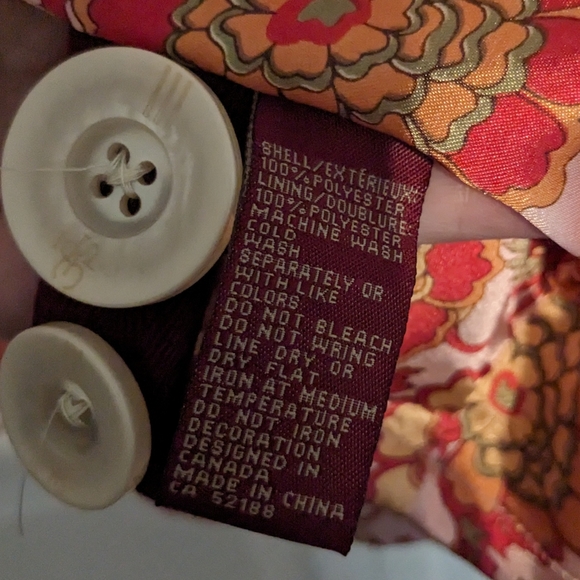 SHELL/EXTÉRIEUX:
100% POLYESTER
LINING/DOUBLURE
100% POLYESTER
MACHINE WASH
COLD
WASH
SEPARATELY OR
WITH LIKE
COLORS
DO NOT BLEACH
DO NOT WRING
LINE DRY OR
DRY FLAT
IRON AT MEDIUM
TEMPERATURE
DO NOT IRON
DECORATION
DESIGNED IN
CANADA
MADE IN CHINA
CA 52188